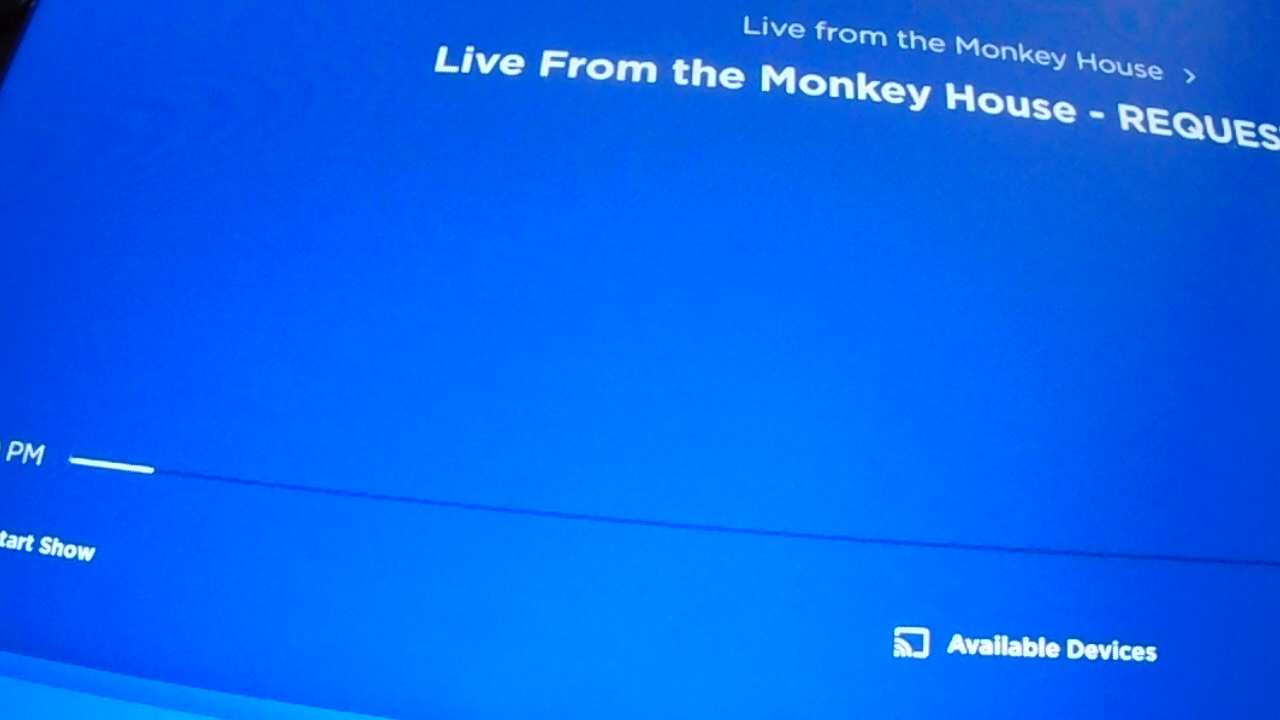 Live from the Monkey House >
Live From the Monkey House - REQUES
PM
tart Show
Available Devices